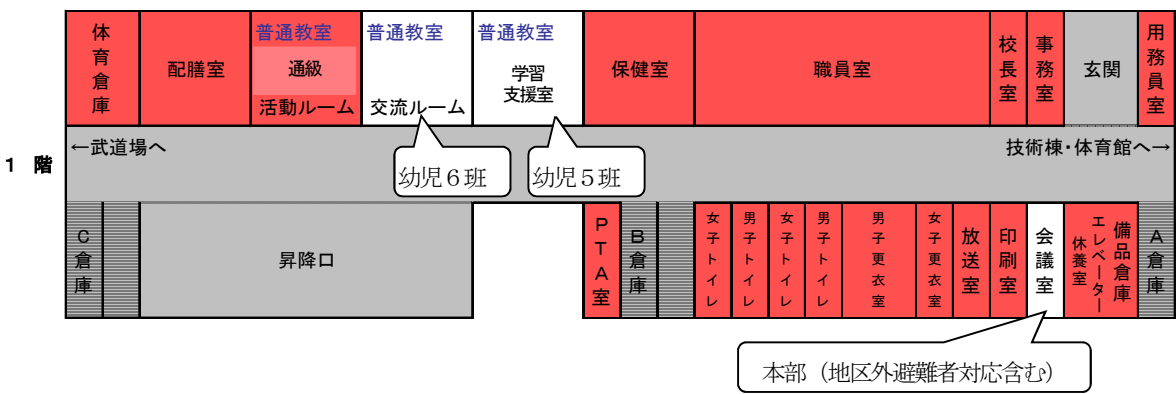 体育倉庫
配膳室
普通教室
通級
活動ルーム
普通教室
交流ルーム
普通教室
学習
支援室
保健室
職員室
校長室
事務室
玄関
用務員室
1 階
←武道場へ
技術棟・体育館へ→
幼児6班
幼児5班
C倉庫
昇降口
PTA室
B倉庫
女子トイレ
男子トイレ
女子トイレ
男子トイレ
男子更衣室
女子更衣室
放送室
印刷室
会議室
休養室
エレベーター
備品倉庫
A倉庫
本部（地区外避難者対応含む）